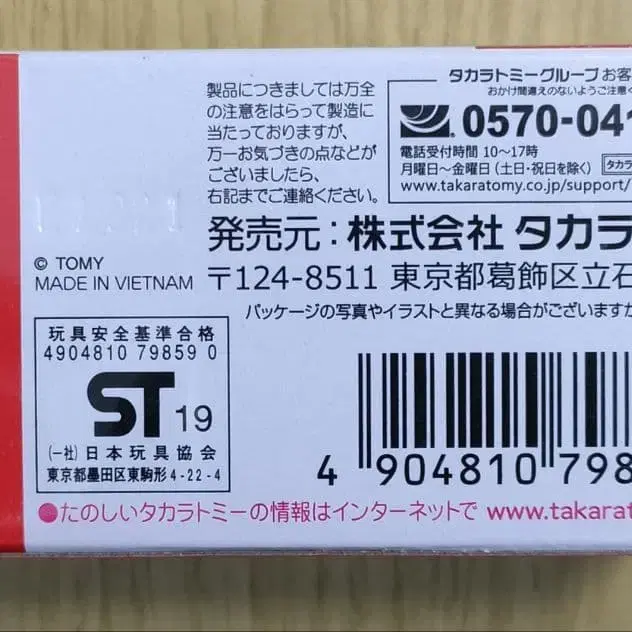 製品につきましては万全
の注意をはらって製造に
当たっておりますが、
万一お気づきの点などが
ございましたら、
右記までご連絡ください。
タカラトミーグループ お客
おかけ間違えのないようご注意く
0570-041
電話受付時間 10〜17時
月曜日〜金曜日(土・日・祝日を除く) タカラ
www.takaratomy.co.jp/support/
発売元:株式会社 タカラ
© TOMY
MADE IN VIETNAM
〒124-8511 東京都葛飾区立石
パッケージの写真やイラストと異なる場合がございますが
玩具安全基準合格
4904810 79859 0
ST 19
(一社)日本玩具協会
東京都墨田区東駒形4-22-4
4 904810 798
●たのしいタカラトミーの情報はインターネットで www.takarato